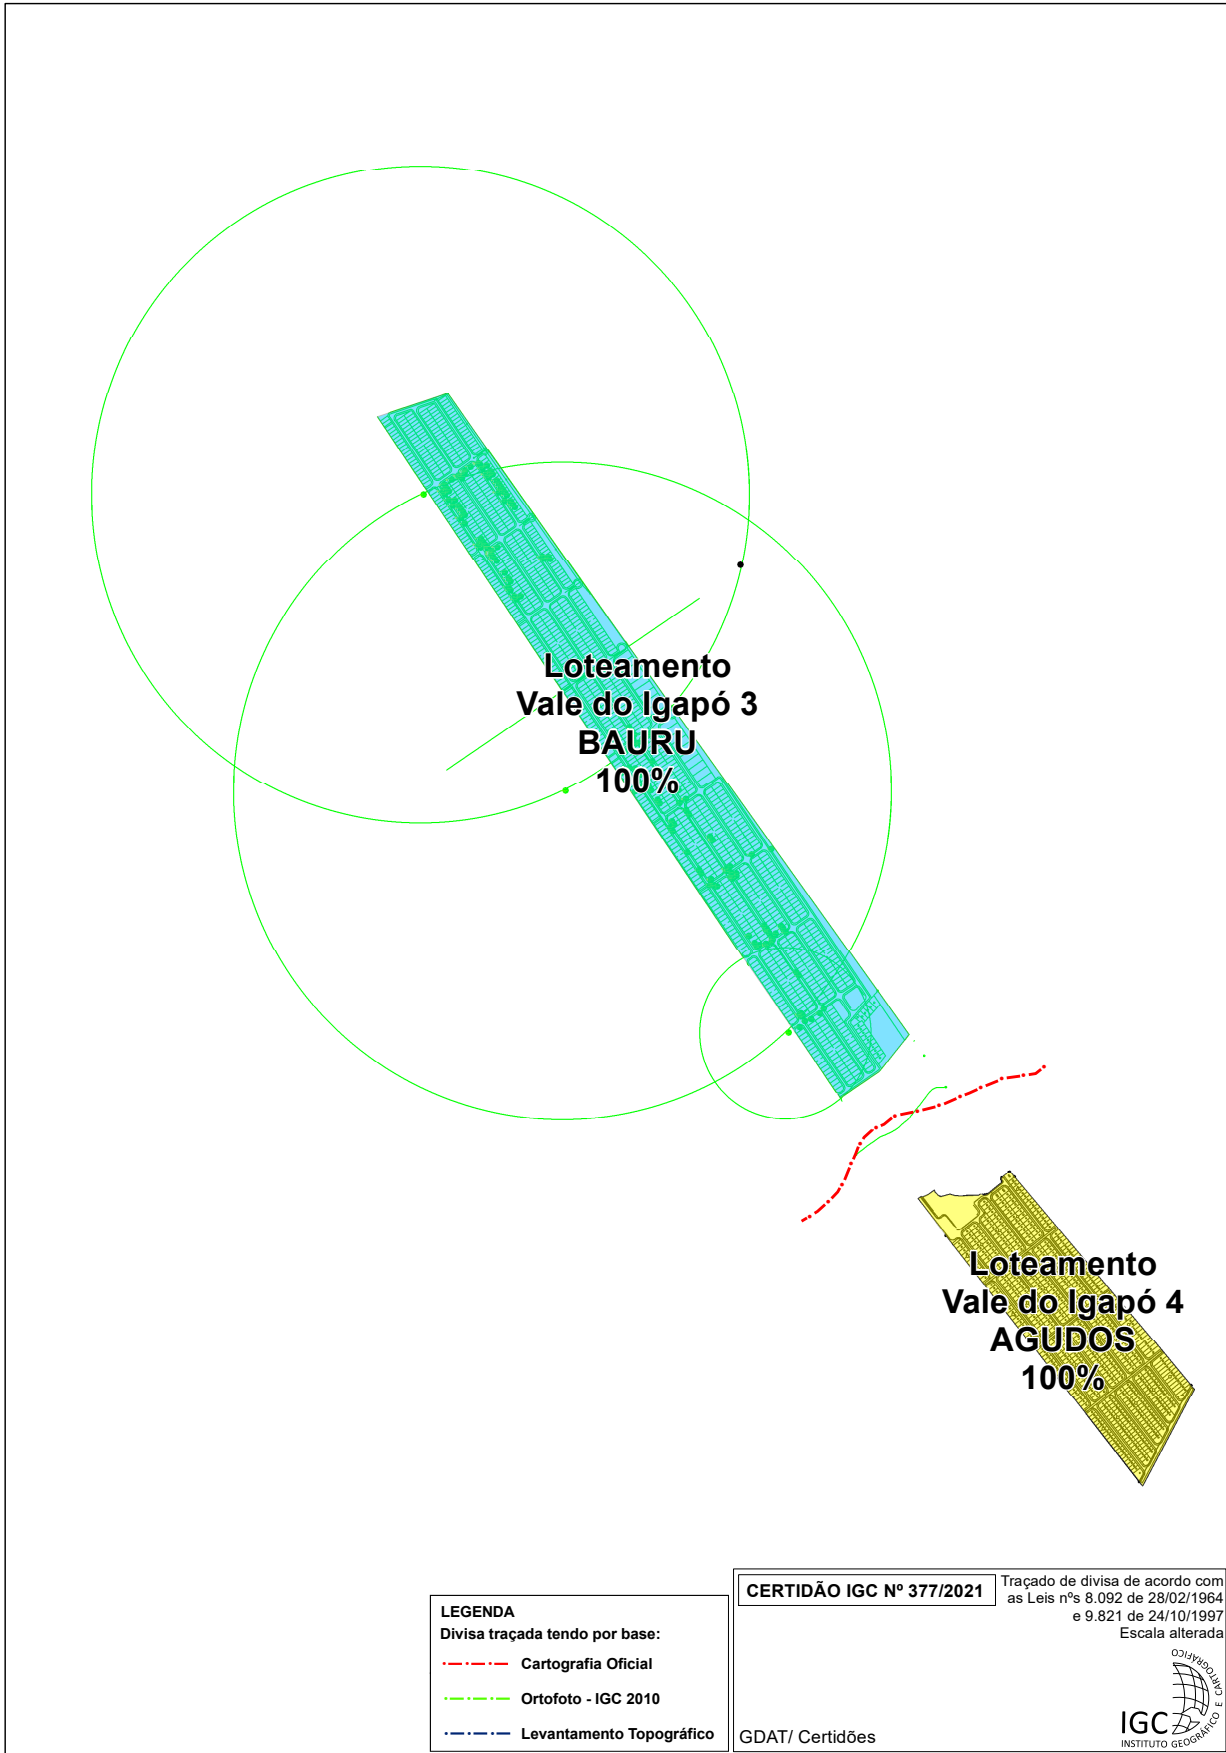 Loteamento
Vale do Igapó 3
BAURU
100%
Loteamento
Vale do Igapó 4
AGUDOS
100%
LEGENDA
Divisa traçada tendo por base:
Cartografia Oficial
Ortofoto - IGC 2010
Levantamento Topográfico
CERTIDÃO IGC Nº 377/2021
Traçado de divisa de acordo com
as Leis nºs 8.092 de 28/02/1964
e 9.821 de 24/10/1997
Escala alterada
GDAT/ Certidões
IGC
INSTITUTO GEOGRÁFICO E CARTOGRÁFICO